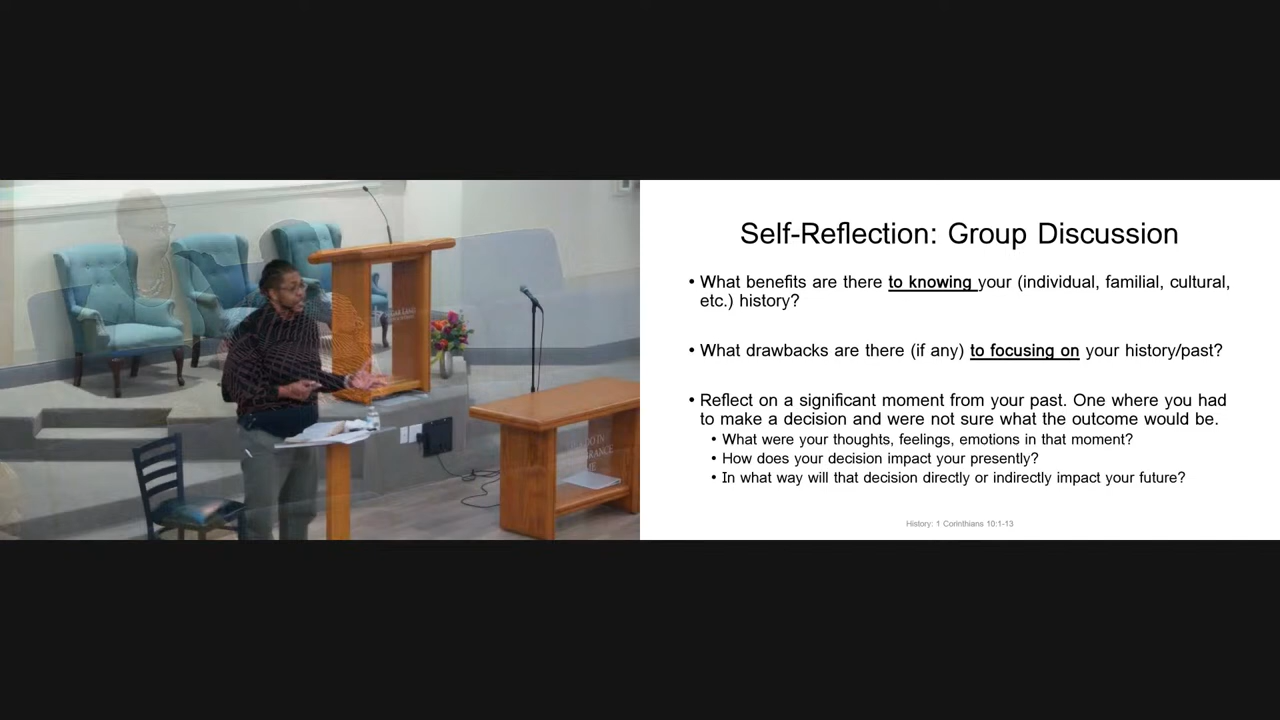 Self-Reflection: Group Discussion
• What benefits are there to knowing your (individual, familial, cultural,
etc.) history?
• What drawbacks are there (if any) to focusing on your history/past?
• Reflect on a significant moment from your past. One where you had
to make a decision and were not sure what the outcome would be.
• What were your thoughts, feelings, emotions in that moment?
• How does your decision impact your presently?
• In what way will that decision directly or indirectly impact your future?
History: 1 Corinthians 10:1-13